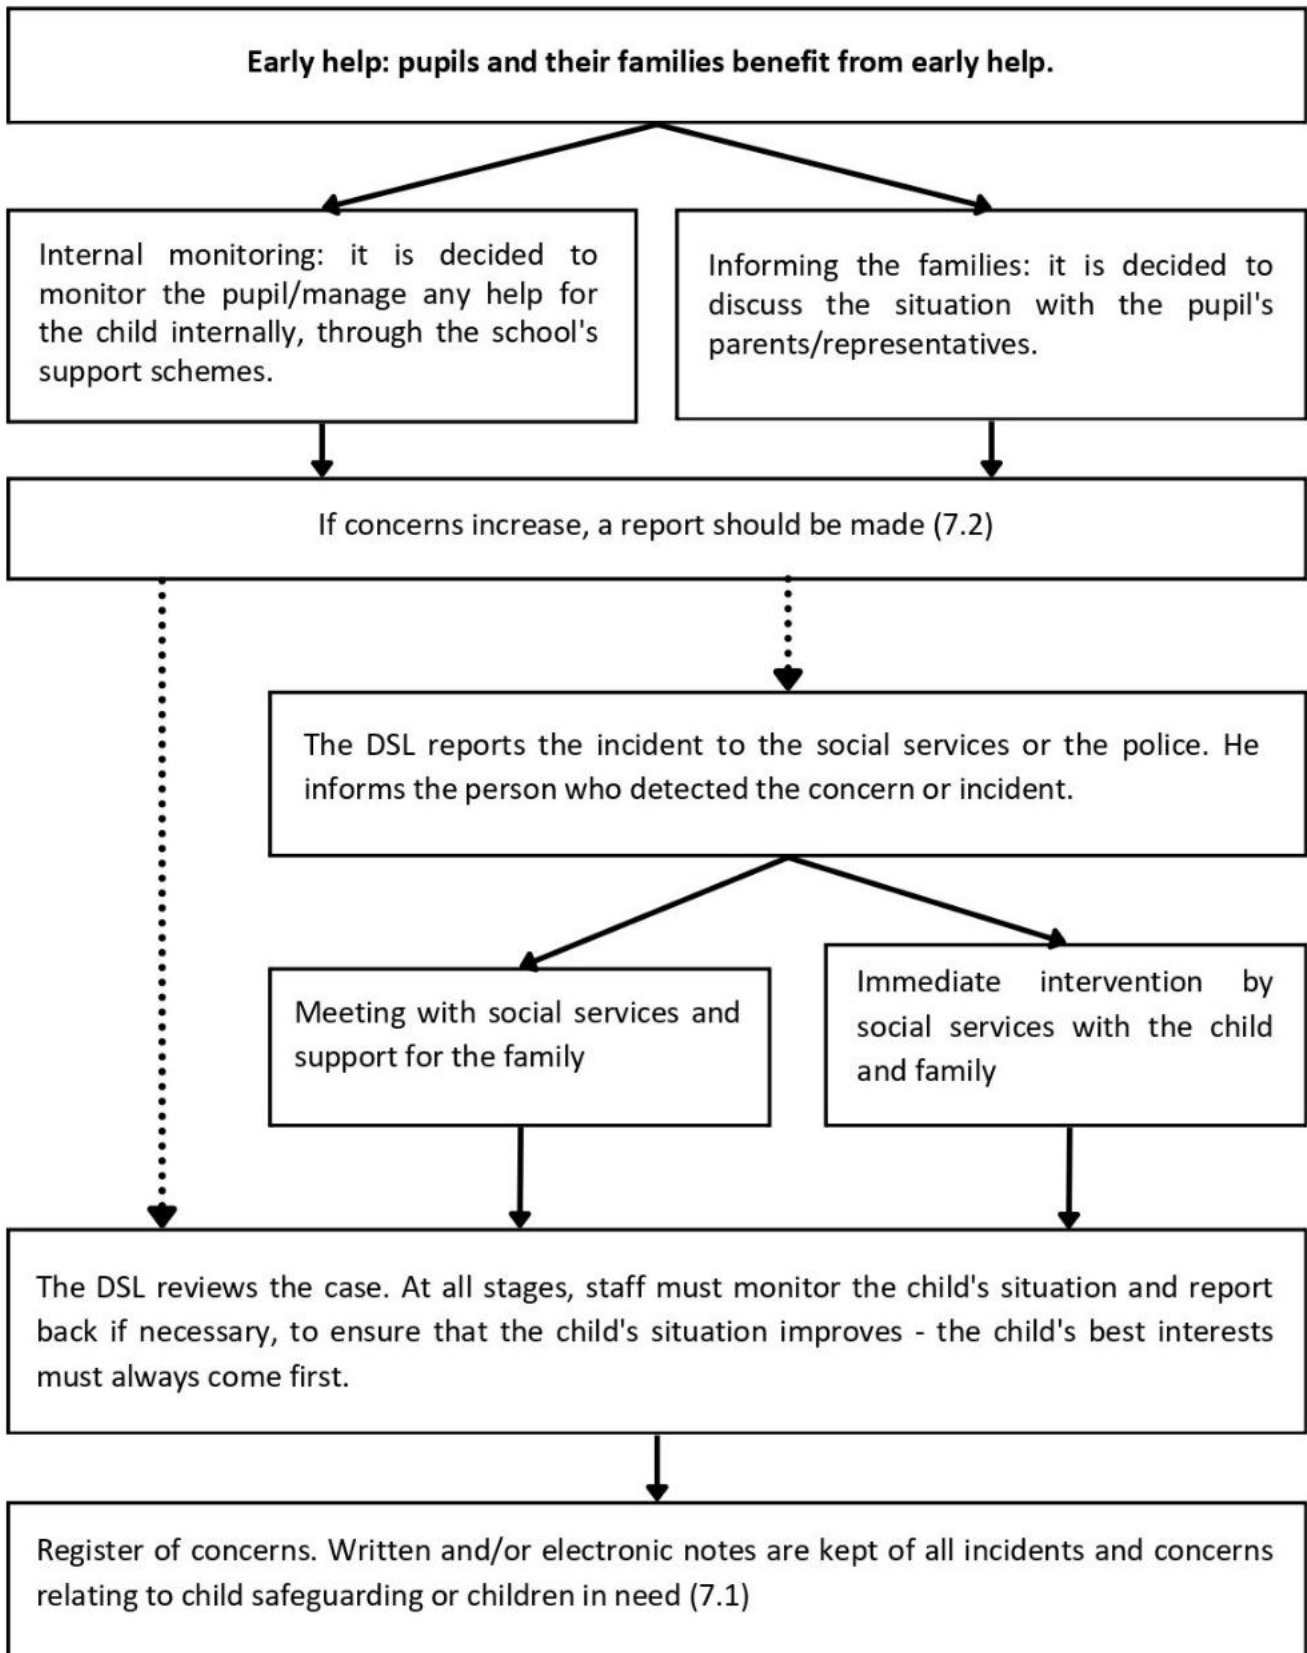 Early help: pupils and their families benefit from early help.
Internal monitoring: it is decided to
monitor the pupil/manage any help for
the child internally, through the school's
support schemes.
Informing the families: it is decided to
discuss the situation with the pupil's
parents/representatives.
If concerns increase, a report should be made (7.2)
The DSL reports the incident to the social services or the police. He
informs the person who detected the concern or incident.
Meeting with social services and
support for the family
Immediate intervention by
social services with the child
and family
The DSL reviews the case. At all stages, staff must monitor the child's situation and report
back if necessary, to ensure that the child's situation improves - the child's best interests
must always come first.
Register of concerns. Written and/or electronic notes are kept of all incidents and concerns
relating to child safeguarding or children in need (7.1)